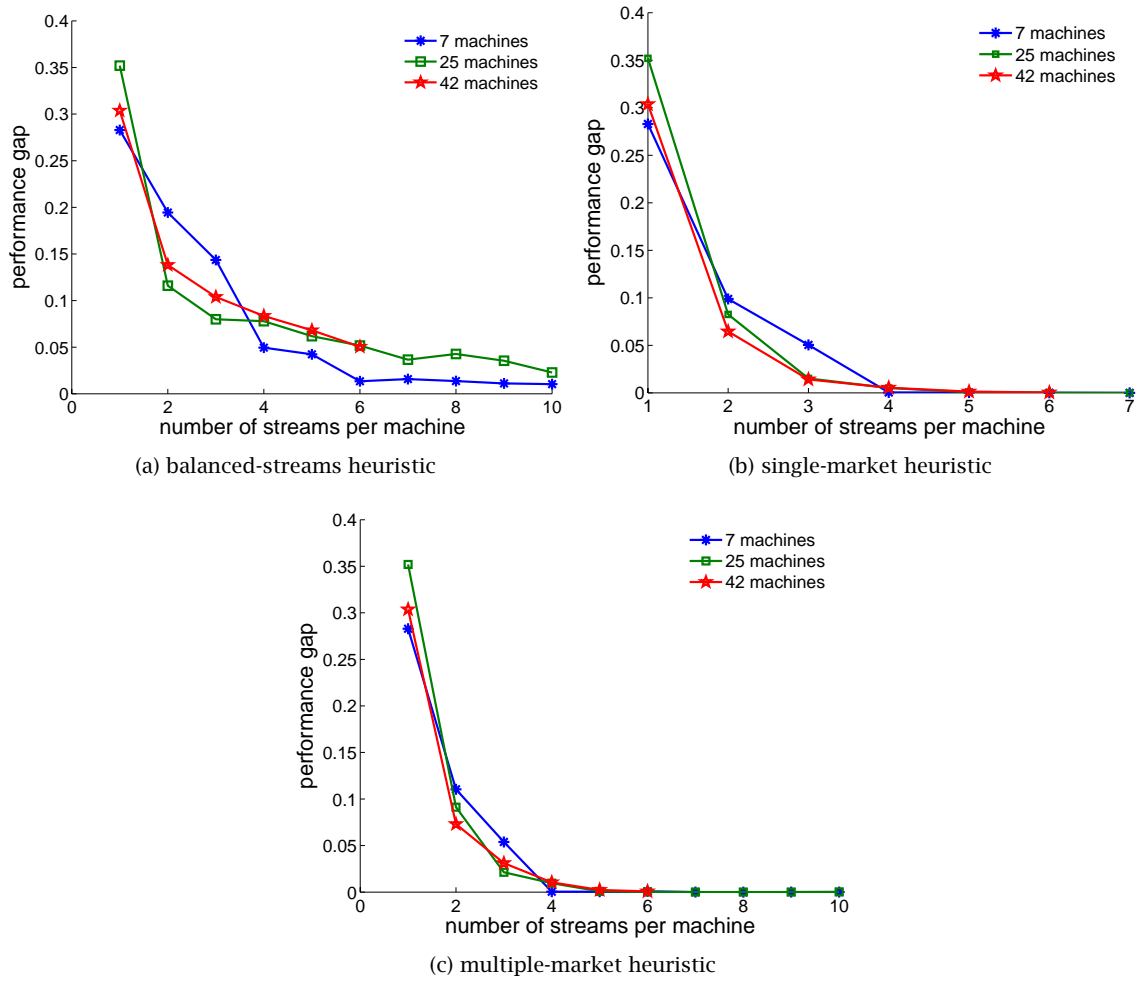 0.4
0.35
0.3
0.25
0.2
0.15
0.1
0.05
0
0 2 4 6 8 10
performance gap
number of streams per machine
7 machines
25 machines
42 machines
(a) balanced-streams heuristic
0.4
0.35
0.3
0.25
0.2
0.15
0.1
0.05
0
1 2 3 4 5 6 7
performance gap
number of streams per machine
7 machines
25 machines
42 machines
(b) single-market heuristic
0.4
0.35
0.3
0.25
0.2
0.15
0.1
0.05
0
0 2 4 6 8 10
performance gap
number of streams per machine
7 machines
25 machines
42 machines
(c) multiple-market heuristic